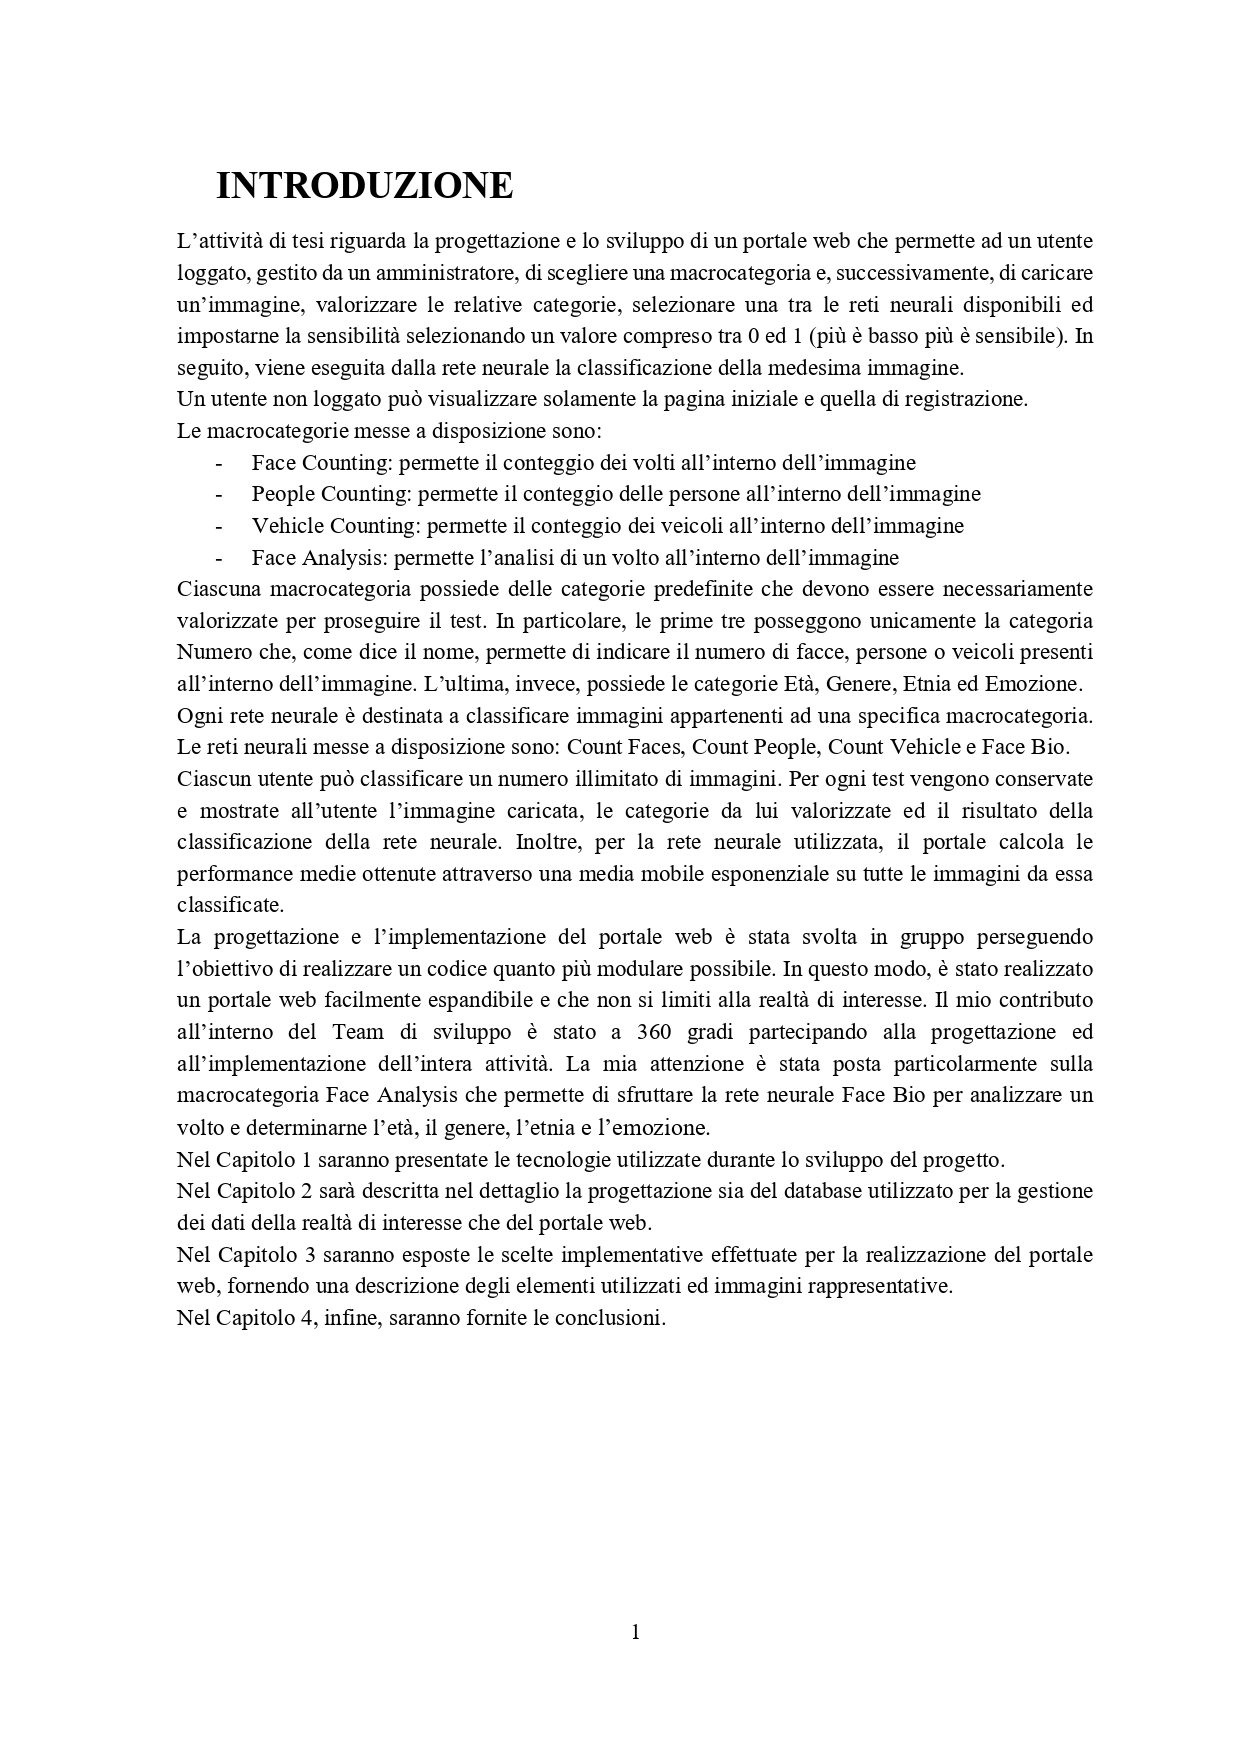 INTRODUZIONE
L’attività di tesi riguarda la progettazione e lo sviluppo di un portale web che permette ad un utente
loggato, gestito da un amministratore, di scegliere una macrocategoria e, successivamente, di caricare
un’immagine, valorizzare le relative categorie, selezionare una tra le reti neurali disponibili ed
impostarne la sensibilità selezionando un valore compreso tra 0 ed 1 (più è basso più è sensibile). In
seguito, viene eseguita dalla rete neurale la classificazione della medesima immagine.
Un utente non loggato può visualizzare solamente la pagina iniziale e quella di registrazione.
Le macrocategorie messe a disposizione sono:
- Face Counting: permette il conteggio dei volti all’interno dell’immagine
- People Counting: permette il conteggio delle persone all’interno dell’immagine
- Vehicle Counting: permette il conteggio dei veicoli all’interno dell’immagine
- Face Analysis: permette l’analisi di un volto all’interno dell’immagine
Ciascuna macrocategoria possiede delle categorie predefinite che devono essere necessariamente
valorizzate per proseguire il test. In particolare, le prime tre posseggono unicamente la categoria
Numero che, come dice il nome, permette di indicare il numero di facce, persone o veicoli presenti
all’interno dell’immagine. L’ultima, invece, possiede le categorie Età, Genere, Etnia ed Emozione.
Ogni rete neurale è destinata a classificare immagini appartenenti ad una specifica macrocategoria.
Le reti neurali messe a disposizione sono: Count Faces, Count People, Count Vehicle e Face Bio.
Ciascun utente può classificare un numero illimitato di immagini. Per ogni test vengono conservate
e mostrate all’utente l’immagine caricata, le categorie da lui valorizzate ed il risultato della
classificazione della rete neurale. Inoltre, per la rete neurale utilizzata, il portale calcola le
performance medie ottenute attraverso una media mobile esponenziale su tutte le immagini da essa
classificate.
La progettazione e l’implementazione del portale web è stata svolta in gruppo perseguendo
l’obiettivo di realizzare un codice quanto più modulare possibile. In questo modo, è stato realizzato
un portale web facilmente espandibile e che non si limiti alla realtà di interesse. Il mio contributo
all’interno del Team di sviluppo è stato a 360 gradi partecipando alla progettazione ed
all’implementazione dell’intera attività. La mia attenzione è stata posta particolarmente sulla
macrocategoria Face Analysis che permette di sfruttare la rete neurale Face Bio per analizzare un
volto e determinarne l’età, il genere, l’etnia e l’emozione.
Nel Capitolo 1 saranno presentate le tecnologie utilizzate durante lo sviluppo del progetto.
Nel Capitolo 2 sarà descritta nel dettaglio la progettazione sia del database utilizzato per la gestione
dei dati della realtà di interesse che del portale web.
Nel Capitolo 3 saranno esposte le scelte implementative effettuate per la realizzazione del portale
web, fornendo una descrizione degli elementi utilizzati ed immagini rappresentative.
Nel Capitolo 4, infine, saranno fornite le conclusioni.
1